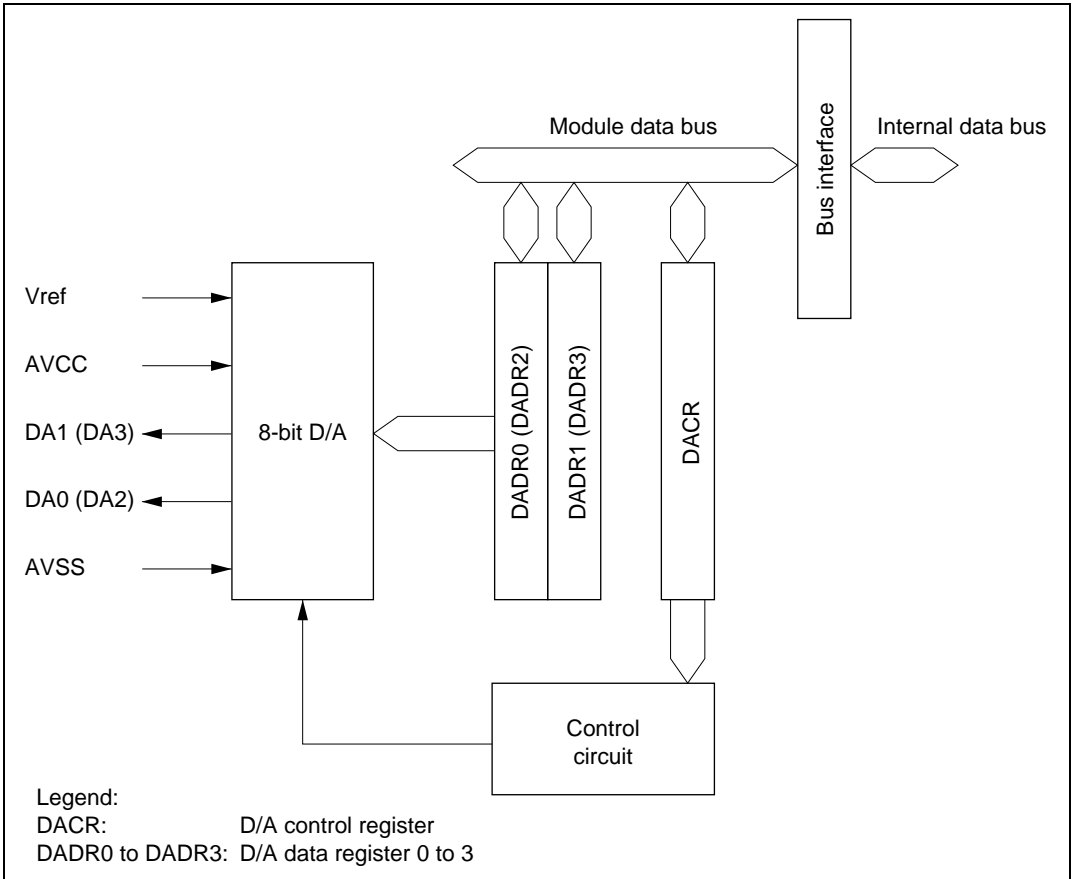 Module data bus
Internal data bus
Bus interface
Vref
AVCC
DA1 (DA3)
DA0 (DA2)
AVSS
8-bit D/A
DADR0 (DADR2)
DADR1 (DADR3)
DACR
Control
circuit
Legend:
DACR: D/A control register
DADR0 to DADR3: D/A data register 0 to 3